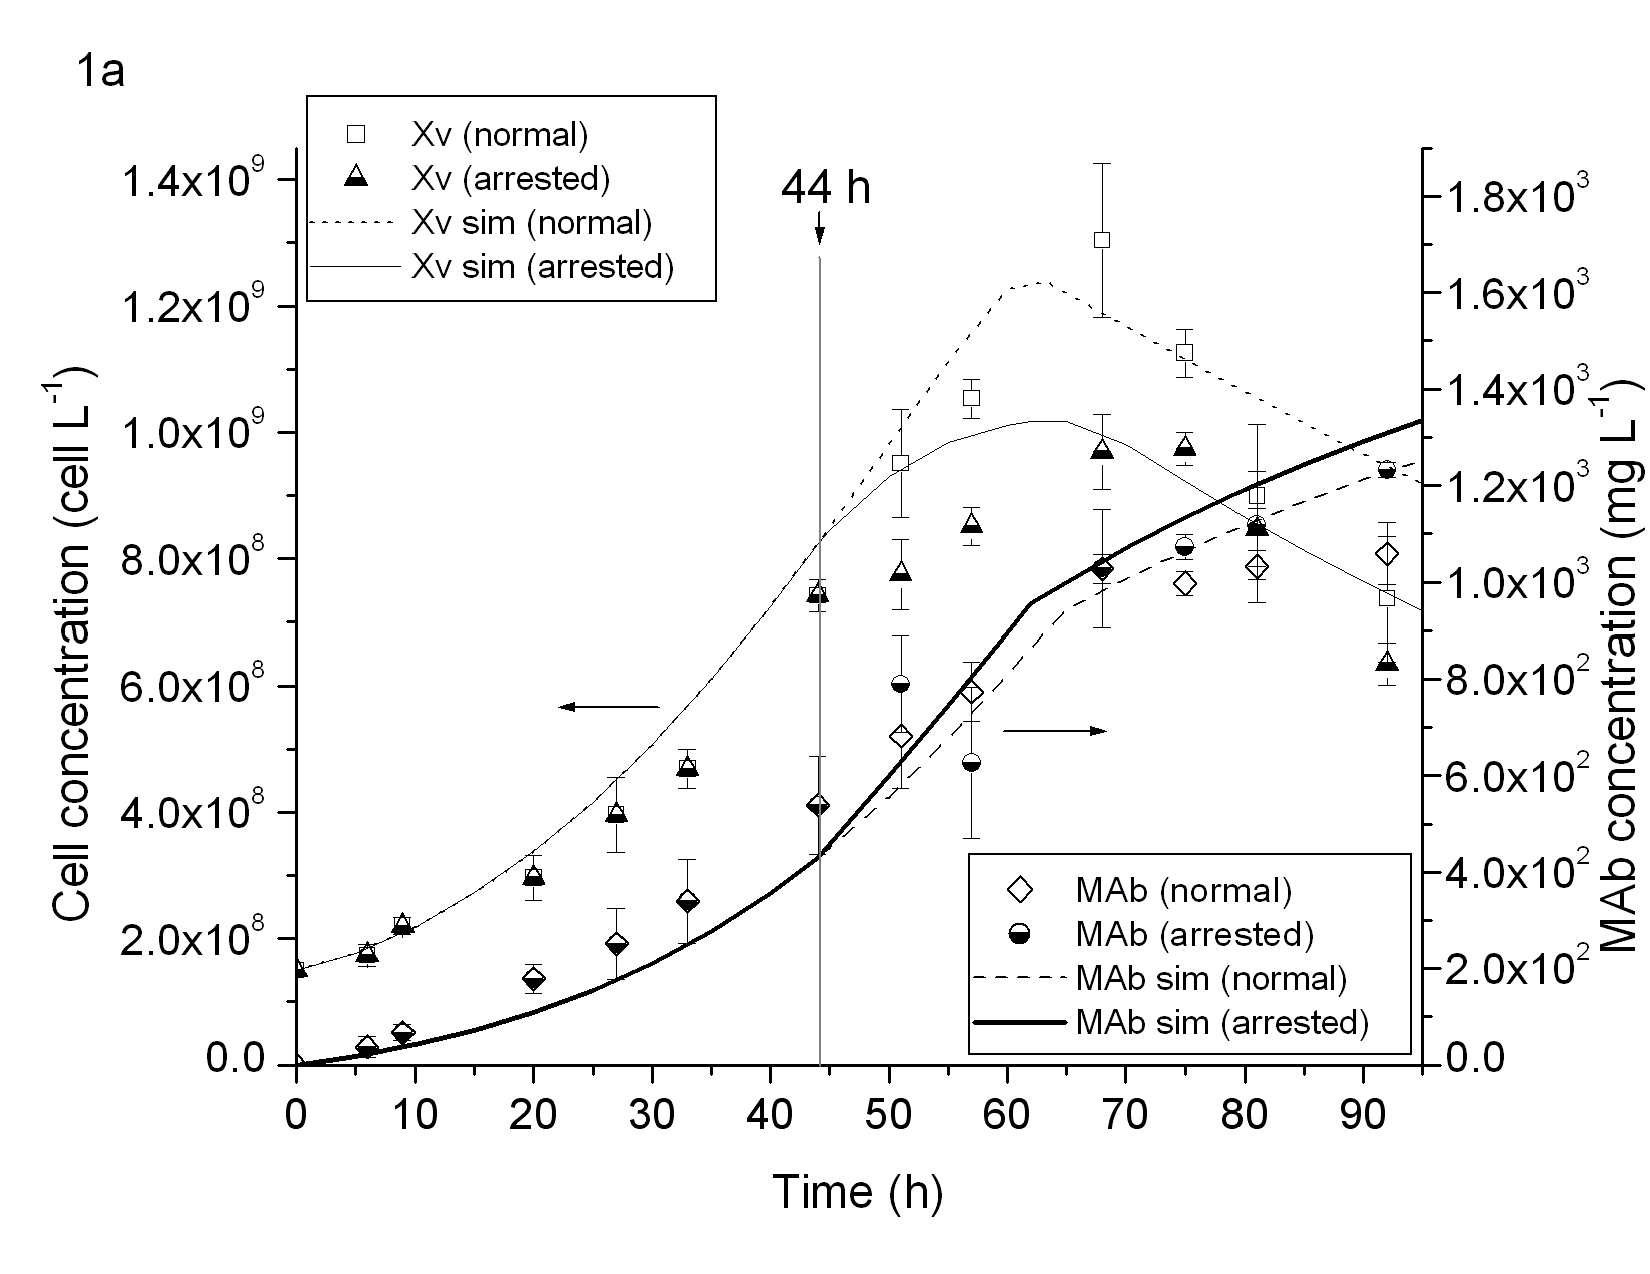 1a
Xv (normal)
Xv (arrested)
Xv sim (normal)
Xv sim (arrested)
44 h
1.4x10⁹
1.2x10⁹
1.0x10⁹
8.0x10⁸
6.0x10⁸
4.0x10⁸
2.0x10⁸
0.0
Cell concentration (cell L⁻¹)
1.8x10³
1.6x10³
1.4x10³
1.2x10³
1.0x10³
8.0x10²
6.0x10²
4.0x10²
2.0x10²
0.0
MAb concentration (mg L⁻¹)
MAb (normal)
MAb (arrested)
MAb sim (normal)
MAb sim (arrested)
0 10 20 30 40 50 60 70 80 90
Time (h)